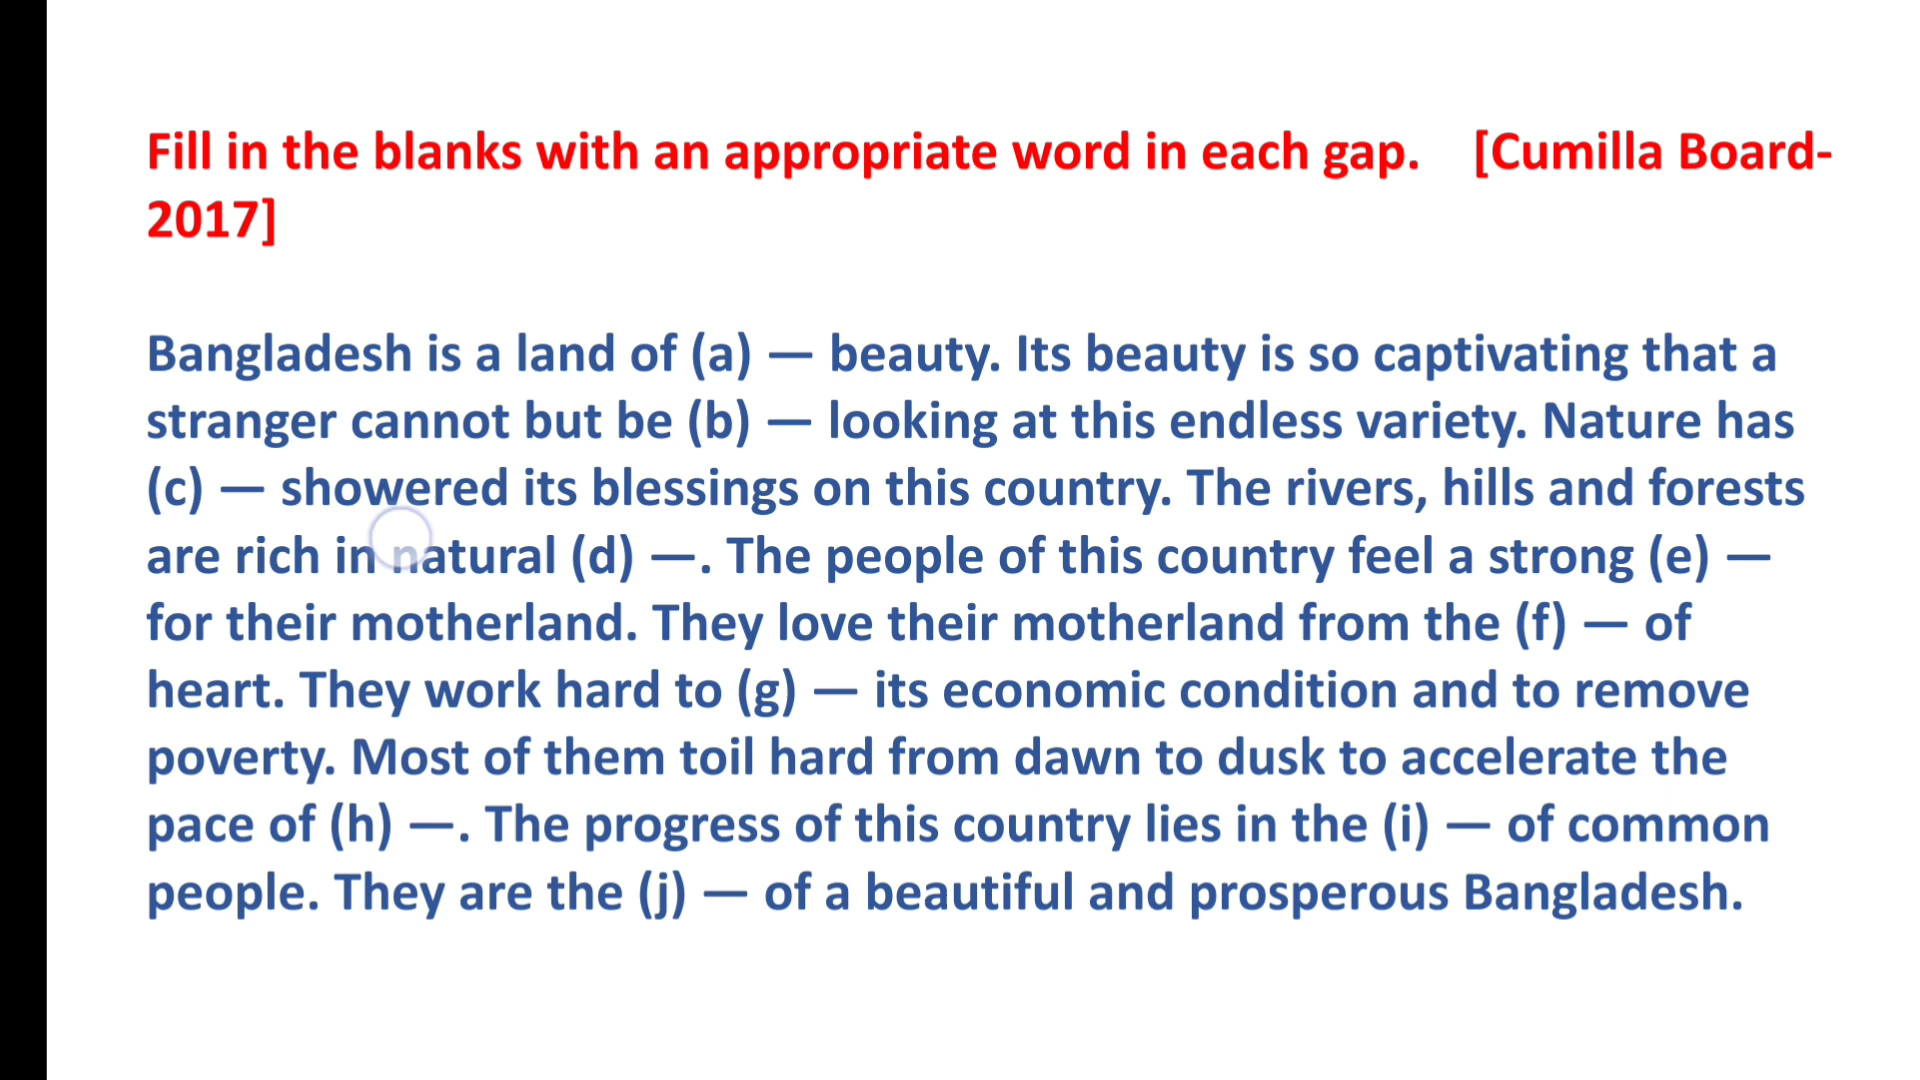 Fill in the blanks with an appropriate word in each gap. [Cumilla Board-
2017]
Bangladesh is a land of (a) — beauty. Its beauty is so captivating that a
stranger cannot but be (b) — looking at this endless variety. Nature has
(c) — showered its blessings on this country. The rivers, hills and forests
are rich in natural (d) —. The people of this country feel a strong (e) —
for their motherland. They love their motherland from the (f) — of
heart. They work hard to (g) — its economic condition and to remove
poverty. Most of them toil hard from dawn to dusk to accelerate the
pace of (h) —. The progress of this country lies in the (i) — of common
people. They are the (j) — of a beautiful and prosperous Bangladesh.